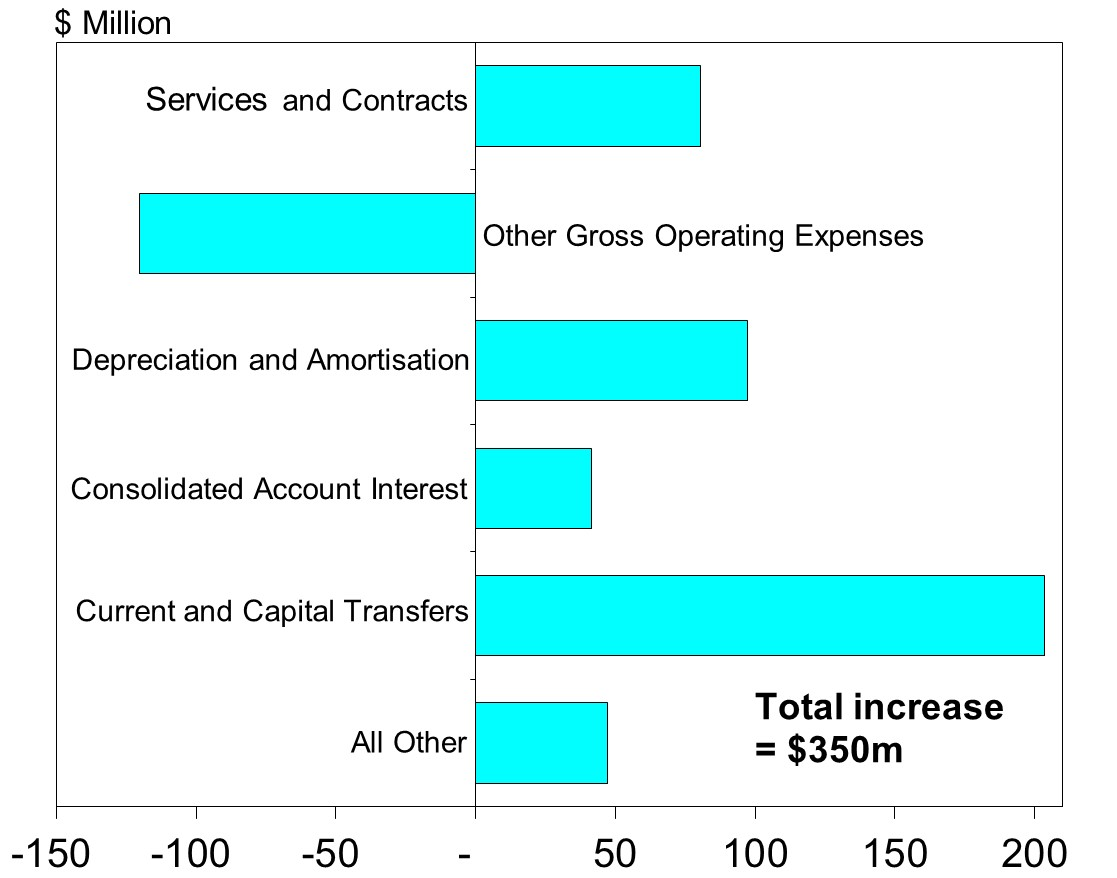 $ Million
Services and Contracts
Other Gross Operating Expenses
Depreciation and Amortisation
Consolidated Account Interest
Current and Capital Transfers
Total increase
= $350m
All Other
-150 -100 -50 - 50 100 150 200